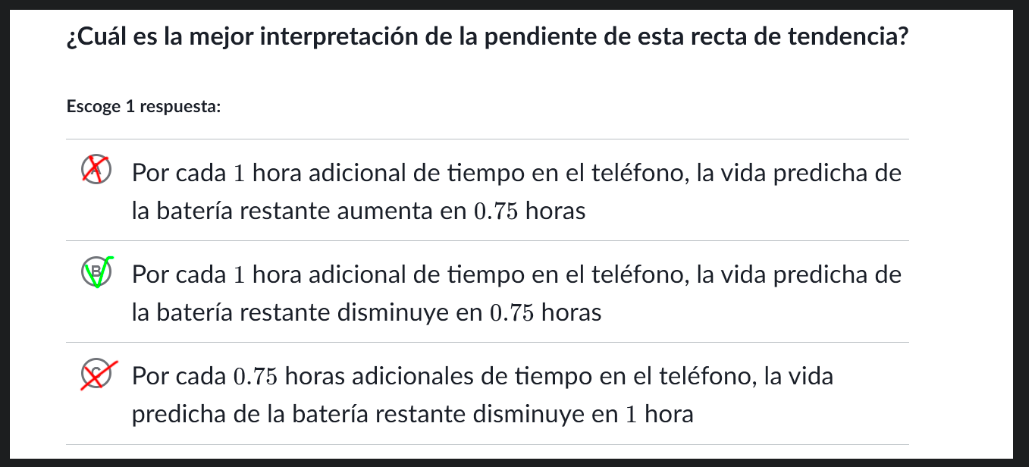 ¿Cuál es la mejor interpretación de la pendiente de esta recta de tendencia?
Escoge 1 respuesta:
A Por cada 1 hora adicional de tiempo en el teléfono, la vida predicha de
la batería restante aumenta en 0.75 horas
B Por cada 1 hora adicional de tiempo en el teléfono, la vida predicha de
la batería restante disminuye en 0.75 horas
C Por cada 0.75 horas adicionales de tiempo en el teléfono, la vida
predicha de la batería restante disminuye en 1 hora